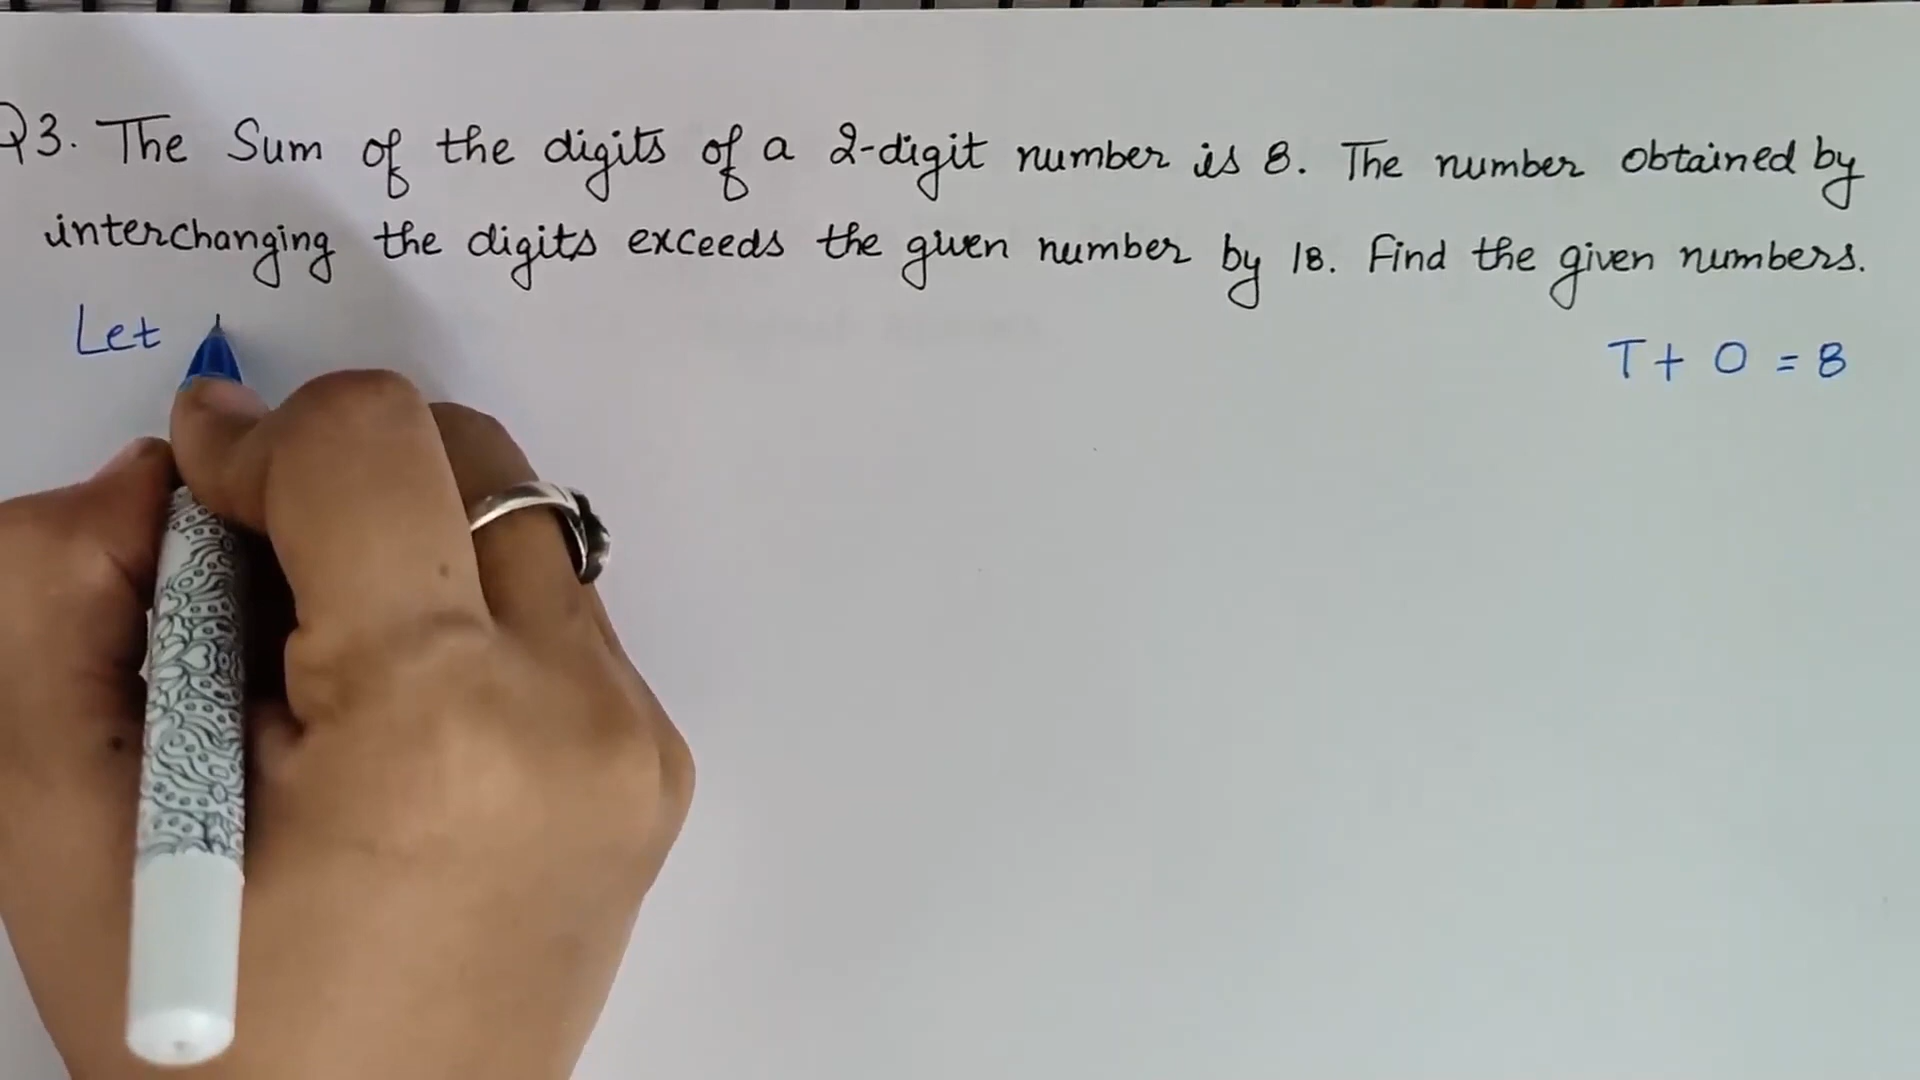 Q3. The Sum of the digits of a 2-digit number is 8. The number obtained by
interchanging the digits exceeds the given number by 18. Find the given numbers.
Let
T + O = 8